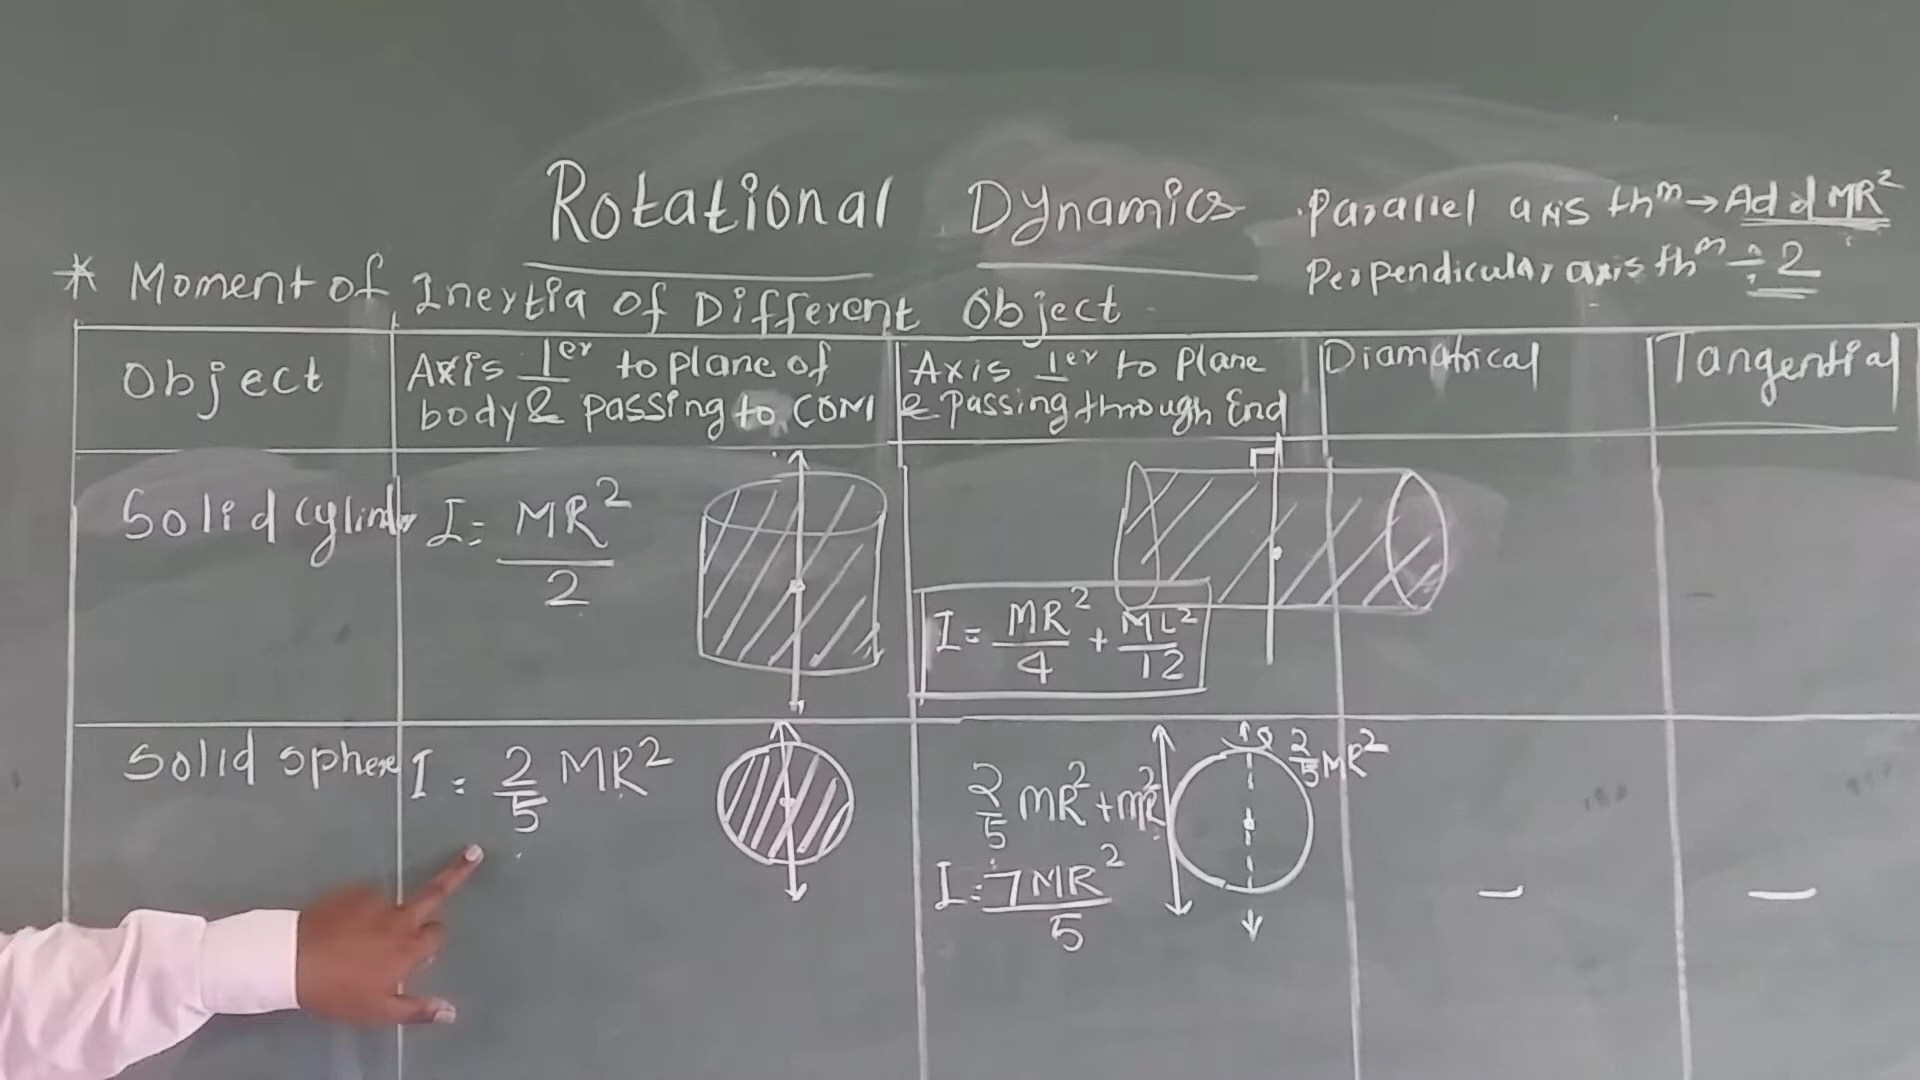 Rotational Dynamics
Parallel axis thm → Add MR²
Perpendicular axis thm ÷ 2
* Moment of Inertia of Different Object
Object
Axis ⊥er to plane of
body & passing to COM
Axis ⊥er to plane
& passing through End
Diamatrical
Tangential
Solid cylinder
I = MR²/2
I = MR²/4 + ML²/12
Solid sphere
I = 2/5 MR²
2/5 MR² + MR²
I = 7MR²/5
2/5 MR²
–
–